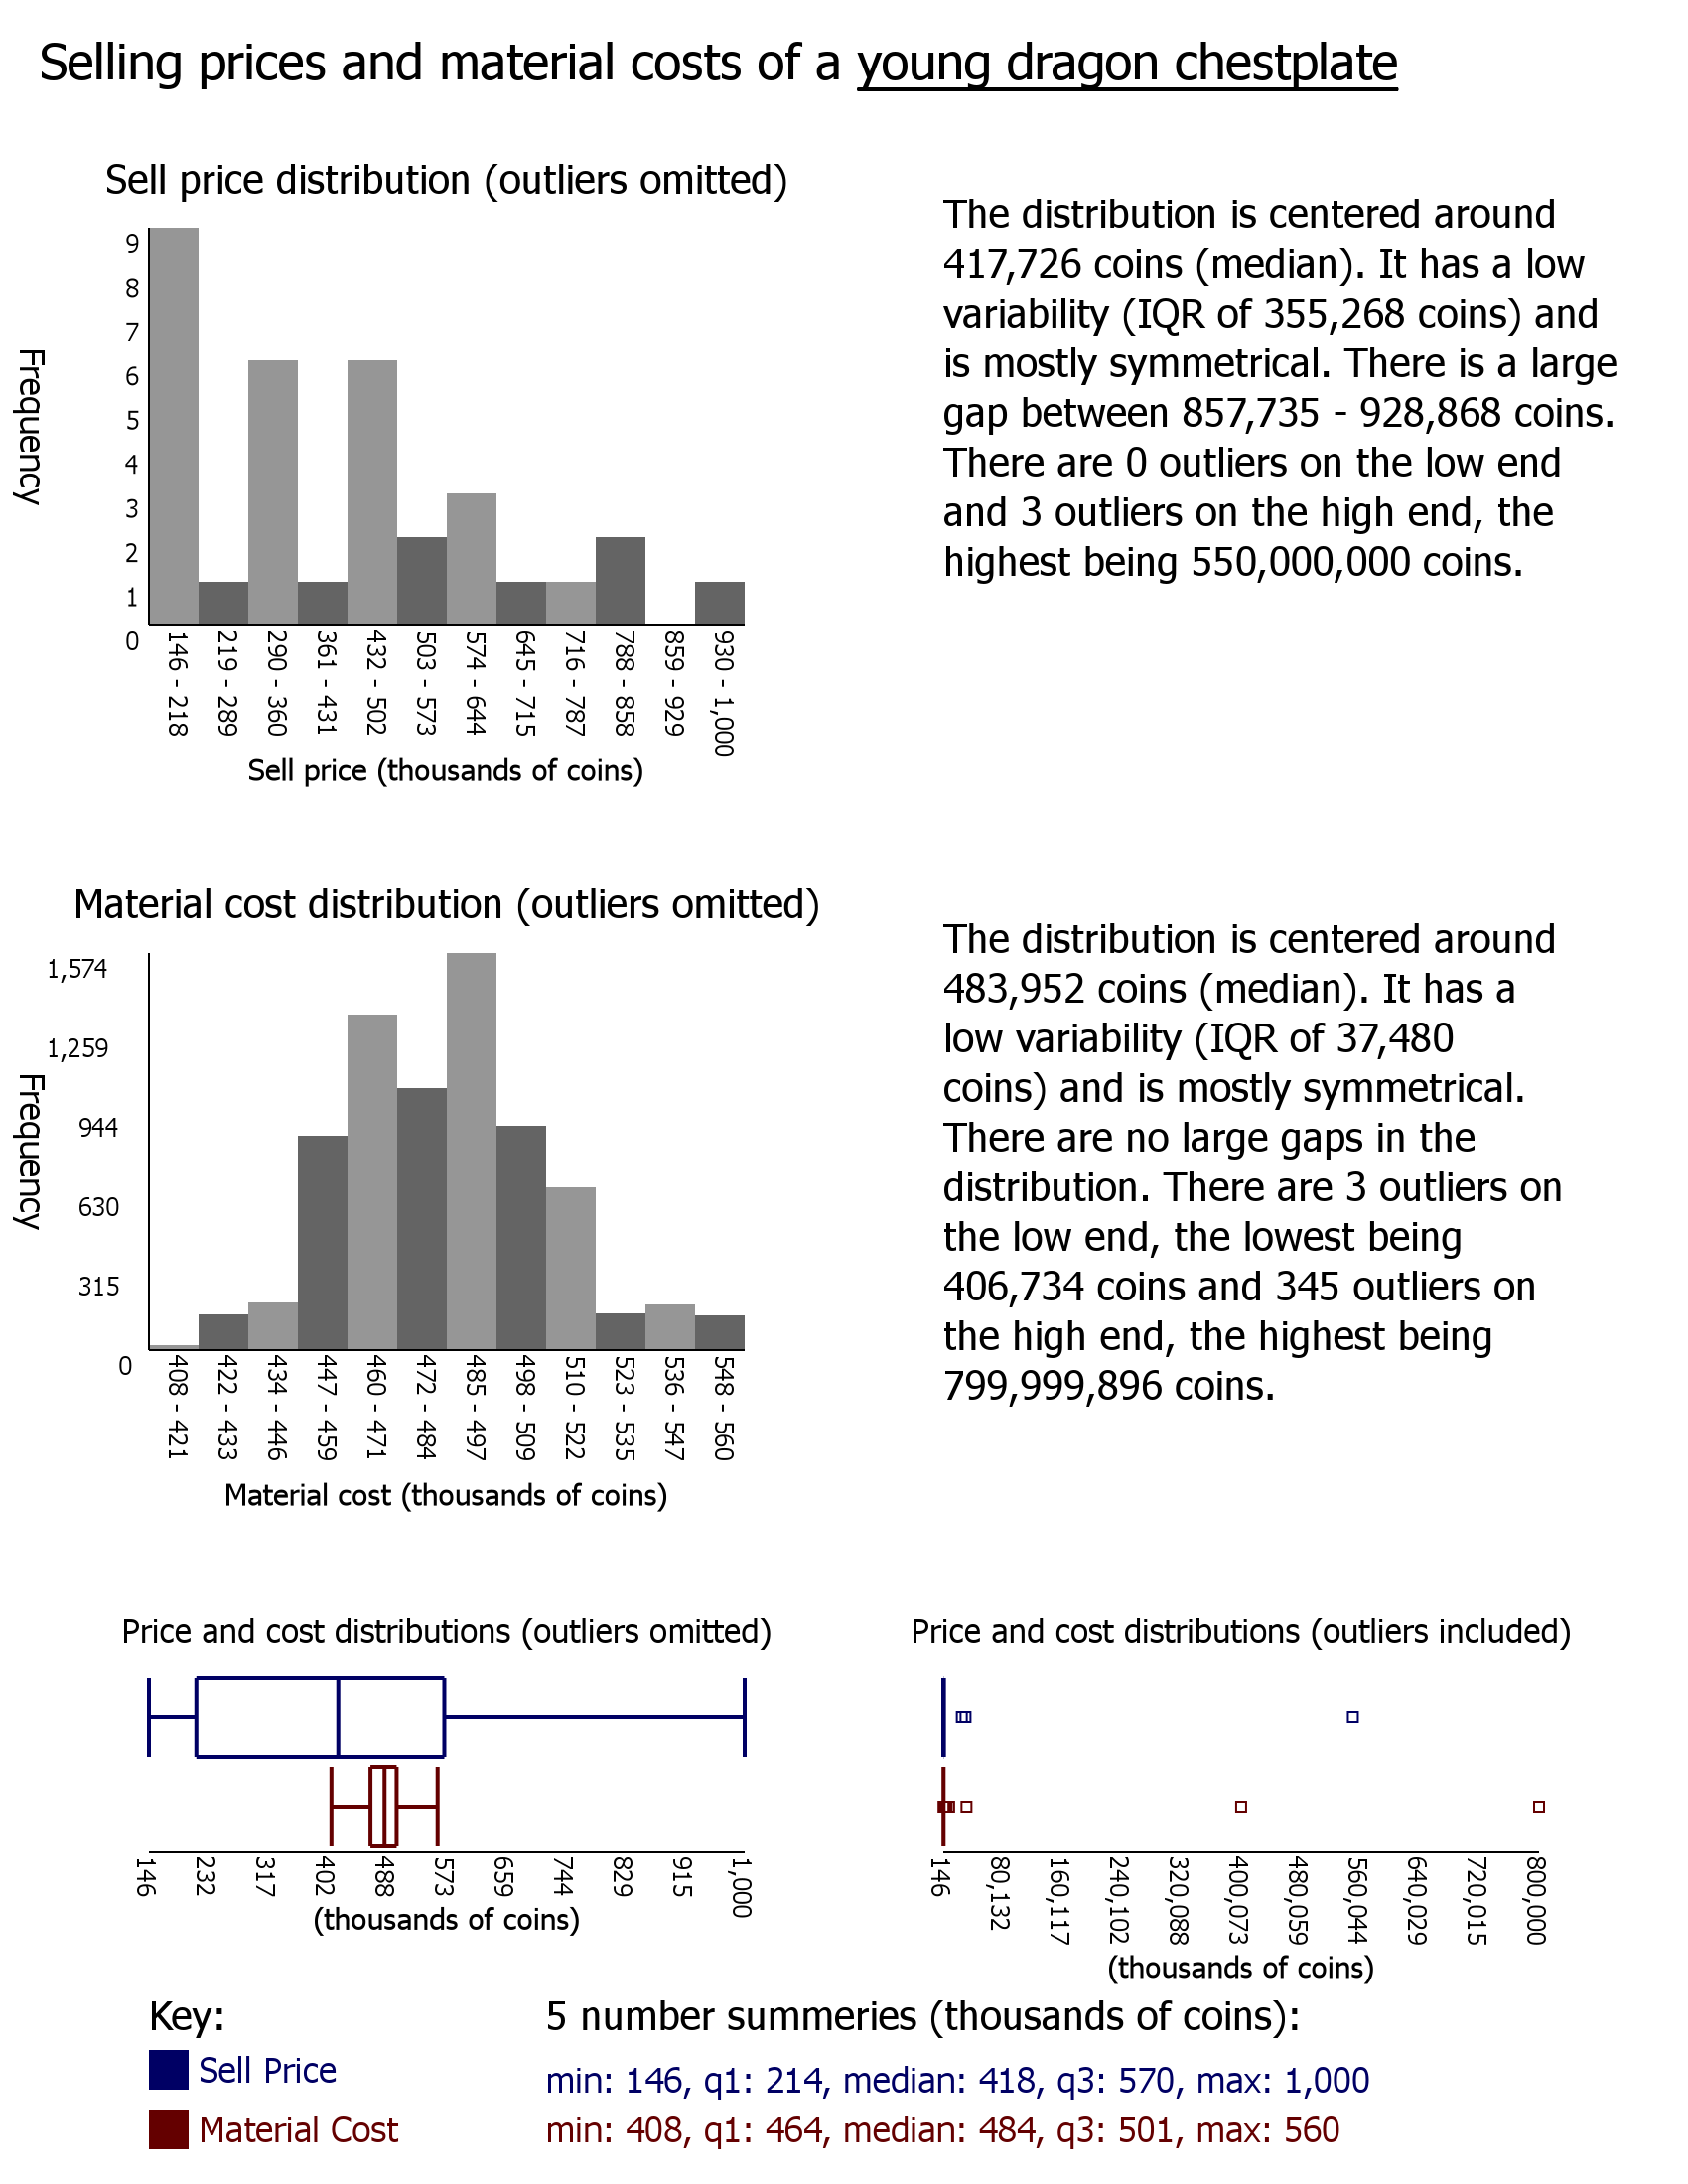 Selling prices and material costs of a young dragon chestplate
Sell price distribution (outliers omitted)
Frequency
9
8
7
6
5
4
3
2
1
0
146 - 218
219 - 289
290 - 360
361 - 431
432 - 502
503 - 573
574 - 644
645 - 715
716 - 787
788 - 858
859 - 929
930 - 1,000
Sell price (thousands of coins)
The distribution is centered around
417,726 coins (median). It has a low
variability (IQR of 355,268 coins) and
is mostly symmetrical. There is a large
gap between 857,735 - 928,868 coins.
There are 0 outliers on the low end
and 3 outliers on the high end, the
highest being 550,000,000 coins.
Material cost distribution (outliers omitted)
Frequency
1,574
1,259
944
630
315
0
408 - 421
422 - 433
434 - 446
447 - 459
460 - 471
472 - 484
485 - 497
498 - 509
510 - 522
523 - 535
536 - 547
548 - 560
Material cost (thousands of coins)
The distribution is centered around
483,952 coins (median). It has a
low variability (IQR of 37,480
coins) and is mostly symmetrical.
There are no large gaps in the
distribution. There are 3 outliers on
the low end, the lowest being
406,734 coins and 345 outliers on
the high end, the highest being
799,999,896 coins.
Price and cost distributions (outliers omitted)
146
232
317
402
488
573
659
744
829
915
1,000
(thousands of coins)
Price and cost distributions (outliers included)
146
80,132
160,117
240,102
320,088
400,073
480,059
560,044
640,029
720,015
800,000
(thousands of coins)
Key:
Sell Price
Material Cost
5 number summeries (thousands of coins):
min: 146, q1: 214, median: 418, q3: 570, max: 1,000
min: 408, q1: 464, median: 484, q3: 501, max: 560